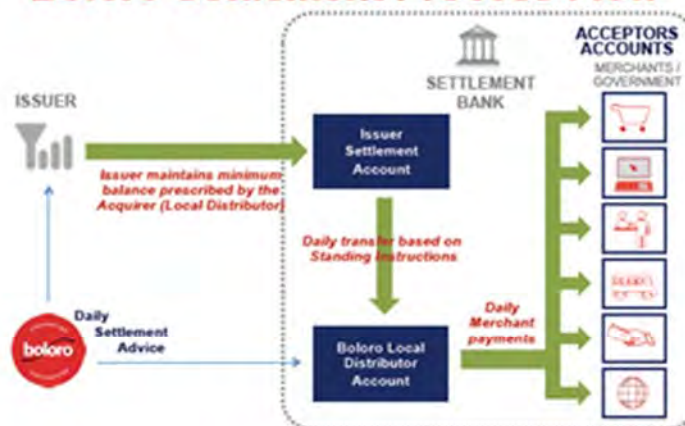 ACCEPTORS
ACCOUNTS
MERCHANTS /
GOVERNMENT
SETTLEMENT
BANK
ISSUER
Issuer
Settlement
Account
Issuer maintains minimum
balance prescribed by the
Acquirer (Local Distributor)
Daily transfer based on
Standing Instructions
Daily
Merchant
payments
Daily
Settlement
Advice
boloro
Boloro Local
Distributor
Account